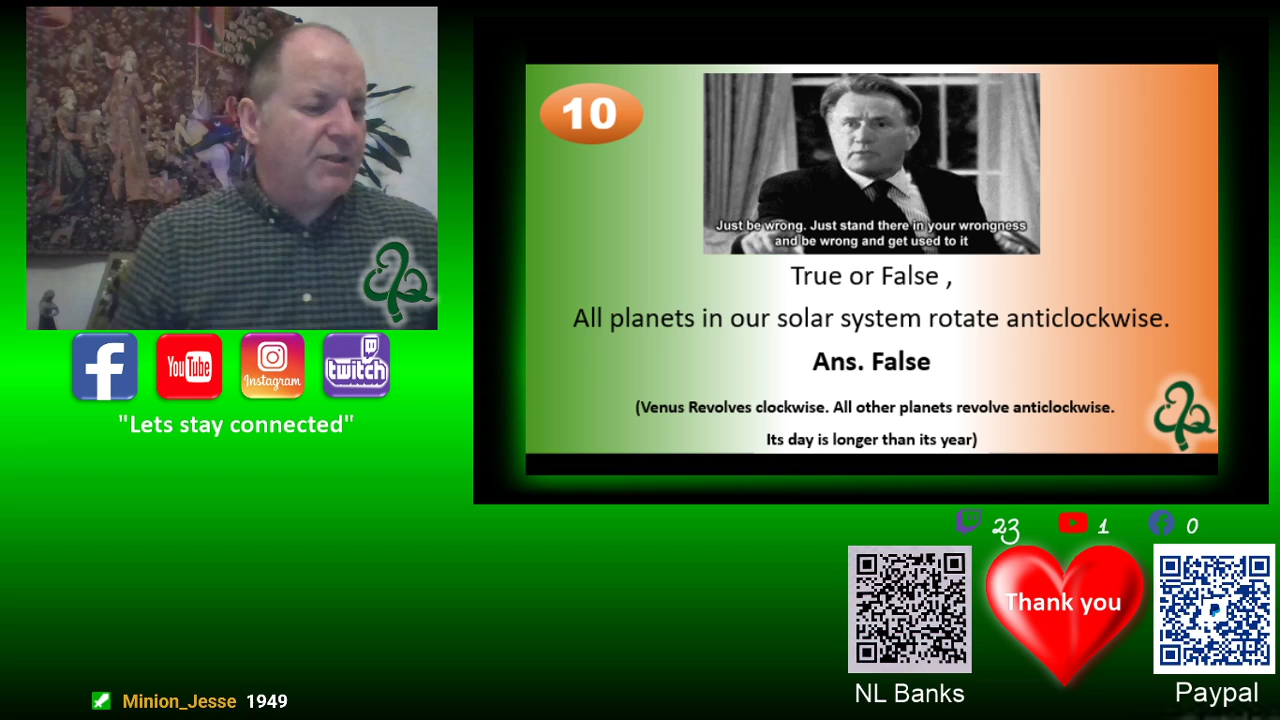 10
Just be wrong. Just stand there in your wrongness
and be wrong and get used to it
True or False ,
All planets in our solar system rotate anticlockwise.
Ans. False
(Venus Revolves clockwise. All other planets revolve anticlockwise.
Its day is longer than its year)
You Tube
Instagram
twitch
"Lets stay connected"
23
1
0
Thank you
NL Banks
Paypal
Minion_Jesse 1949